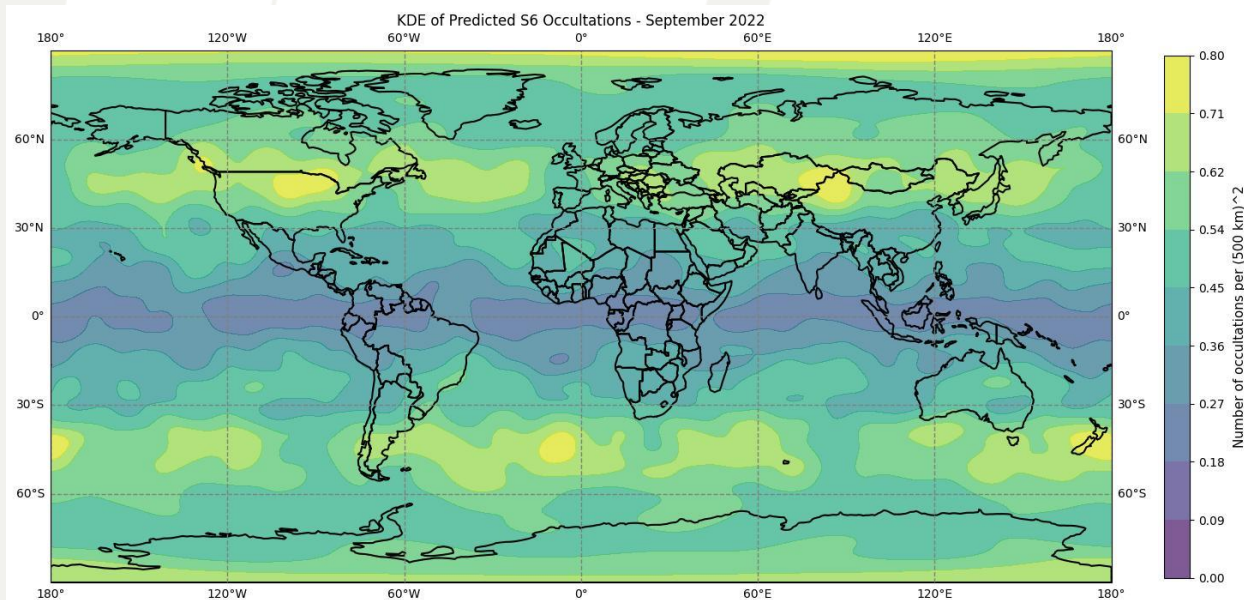 KDE of Predicted S6 Occultations - September 2022
180° 120°W 60°W 0° 60°E 120°E 180°
60°N 60°N
30°N 30°N
0° 0°
30°S 30°S
60°S 60°S
180° 120°W 60°W 0° 60°E 120°E 180°
0.80
0.71
0.62
0.54
0.45
0.36
0.27
0.18
0.09
0.00
Number of occultations per (500 km)^2